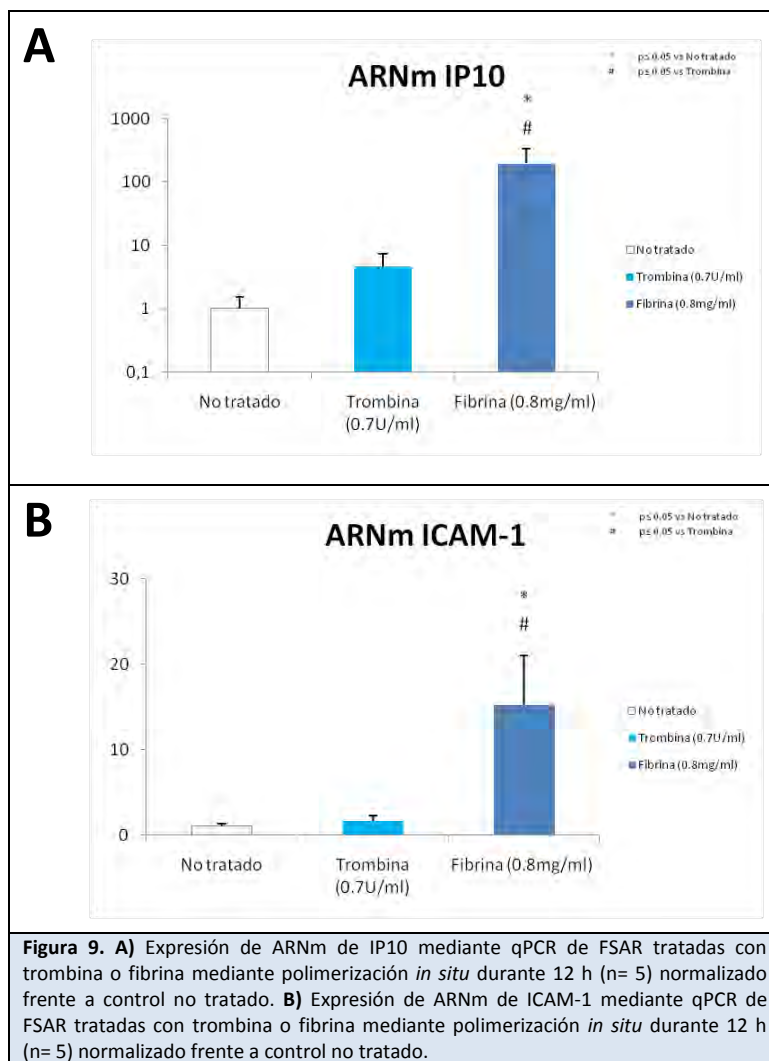 A
ARNm IP10
* p≤ 0.05 vs No tratado
# p≤ 0.05 vs Trombina
*
#
1000
100
10
1
0,1
No tratado
Trombina (0.7U/ml)
Fibrina (0.8mg/ml)
No tratado
Trombina
(0.7U/ml)
Fibrina (0.8mg/ml)
B
ARNm ICAM-1
* p≤ 0,05 vs No tratado
# p≤ 0,05 vs Trombina
*
#
30
20
10
0
No tratado
Trombina (0.7U/ml)
Fibrina (0.8mg/ml)
No tratado
Trombina
(0.7U/ml)
Fibrina (0.8mg/ml)
Figura 9. A) Expresión de ARNm de IP10 mediante qPCR de FSAR tratadas con
trombina o fibrina mediante polimerización in situ durante 12 h (n= 5) normalizado
frente a control no tratado. B) Expresión de ARNm de ICAM-1 mediante qPCR de
FSAR tratadas con trombina o fibrina mediante polimerización in situ durante 12 h
(n= 5) normalizado frente a control no tratado.